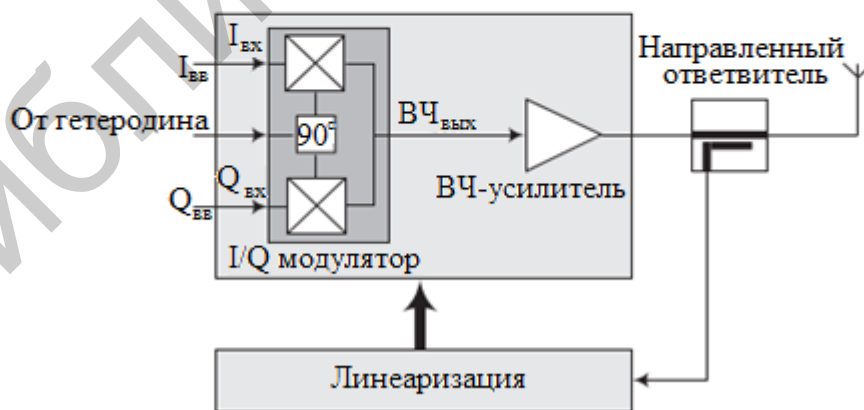 Iвх
Iвв
Направленный
ответвитель
От гетеродина
90°
ВЧвых
Qвх
Qвв
ВЧ-усилитель
I/Q модулятор
Линеаризация